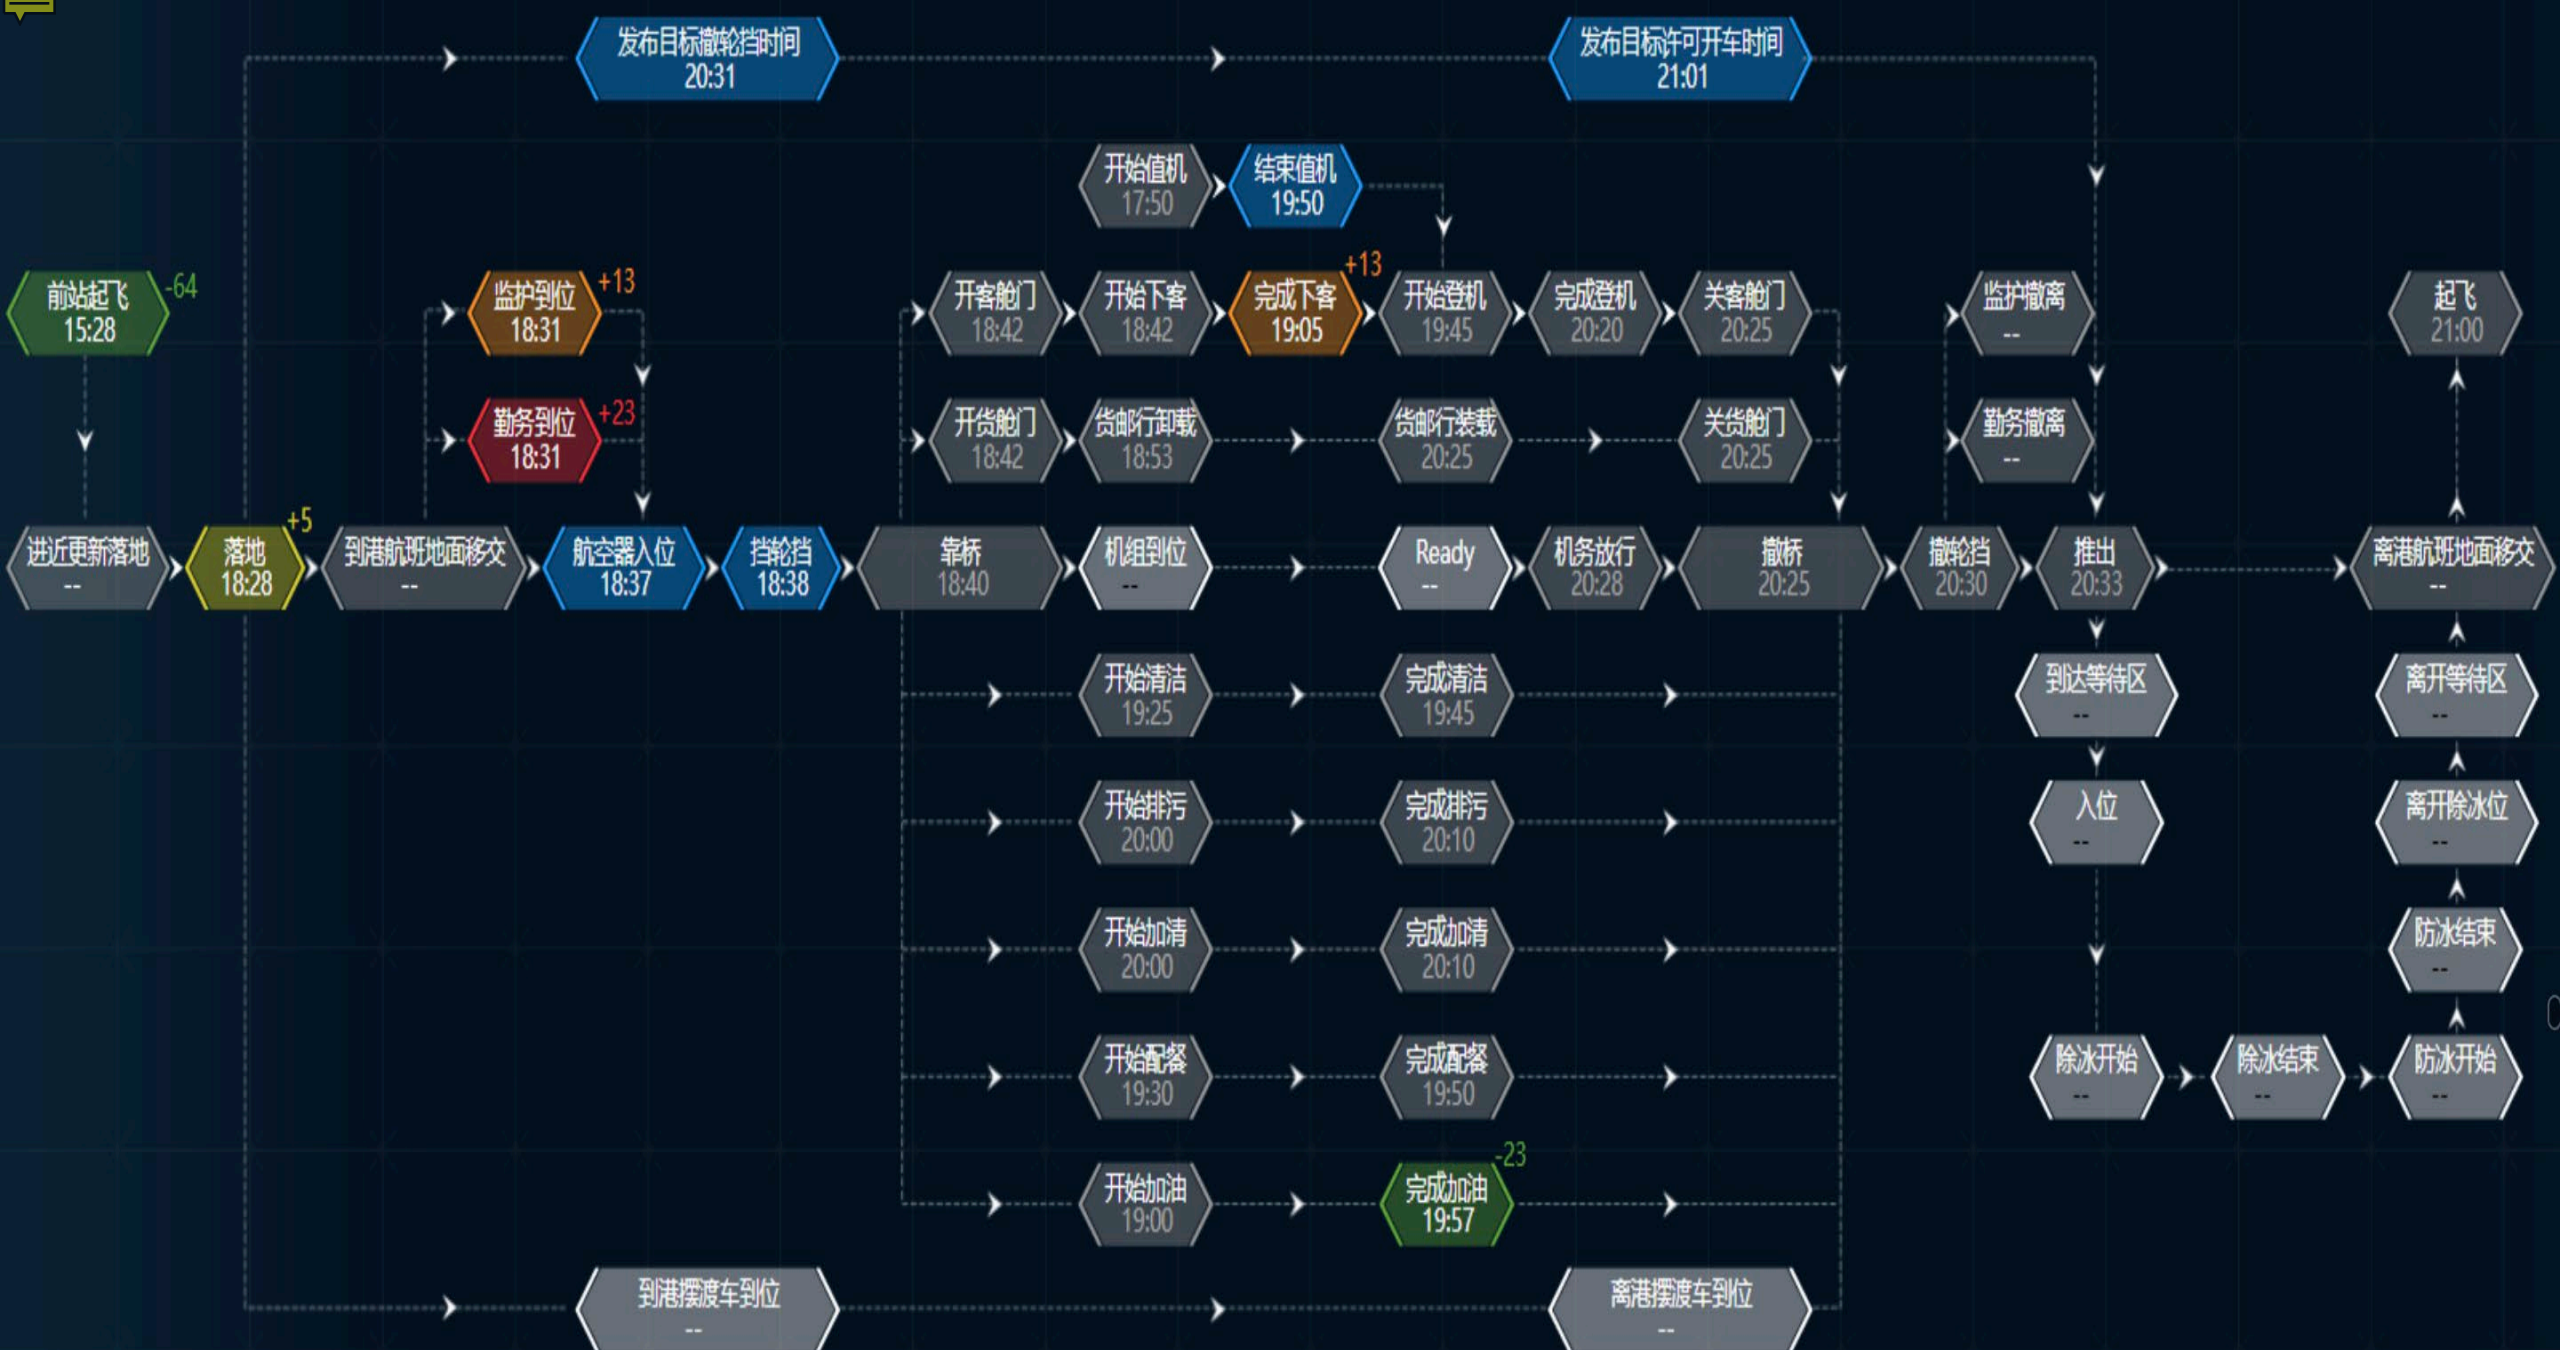 发布目标撤轮挡时间
20:31
发布目标许可开车时间
21:01
开始值机
17:50
结束值机
19:50
前站起飞
15:28
-64
监护到位
18:31
+13
开客舱门
18:42
开始下客
18:42
完成下客
19:05
+13
开始登机
19:45
完成登机
20:20
关客舱门
20:25
监护撤离
--
起飞
21:00
勤务到位
18:31
+23
开货舱门
18:42
货邮行卸载
18:53
货邮行装载
20:25
关货舱门
20:25
勤务撤离
--
进近更新落地
--
落地
18:28
+5
到港航班地面移交
--
航空器入位
18:37
挡轮挡
18:38
靠桥
18:40
机组到位
--
Ready
--
机务放行
20:28
撤桥
20:25
撤轮挡
20:30
推出
20:33
离港航班地面移交
--
开始清洁
19:25
完成清洁
19:45
到达等待区
--
离开等待区
--
开始排污
20:00
完成排污
20:10
入位
--
离开除冰位
--
开始加清
20:00
完成加清
20:10
防冰结束
--
开始配餐
19:30
完成配餐
19:50
除冰开始
--
除冰结束
--
防冰开始
--
开始加油
19:00
完成加油
19:57
-23
到港摆渡车到位
--
离港摆渡车到位
--